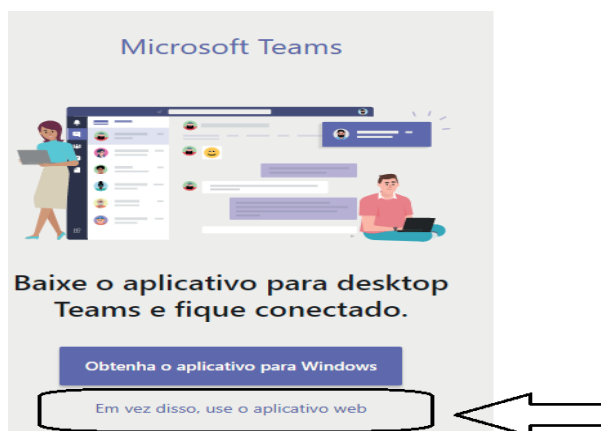 Microsoft Teams
Baixe o aplicativo para desktop
Teams e fique conectado.
Obtenha o aplicativo para Windows
Em vez disso, use o aplicativo web